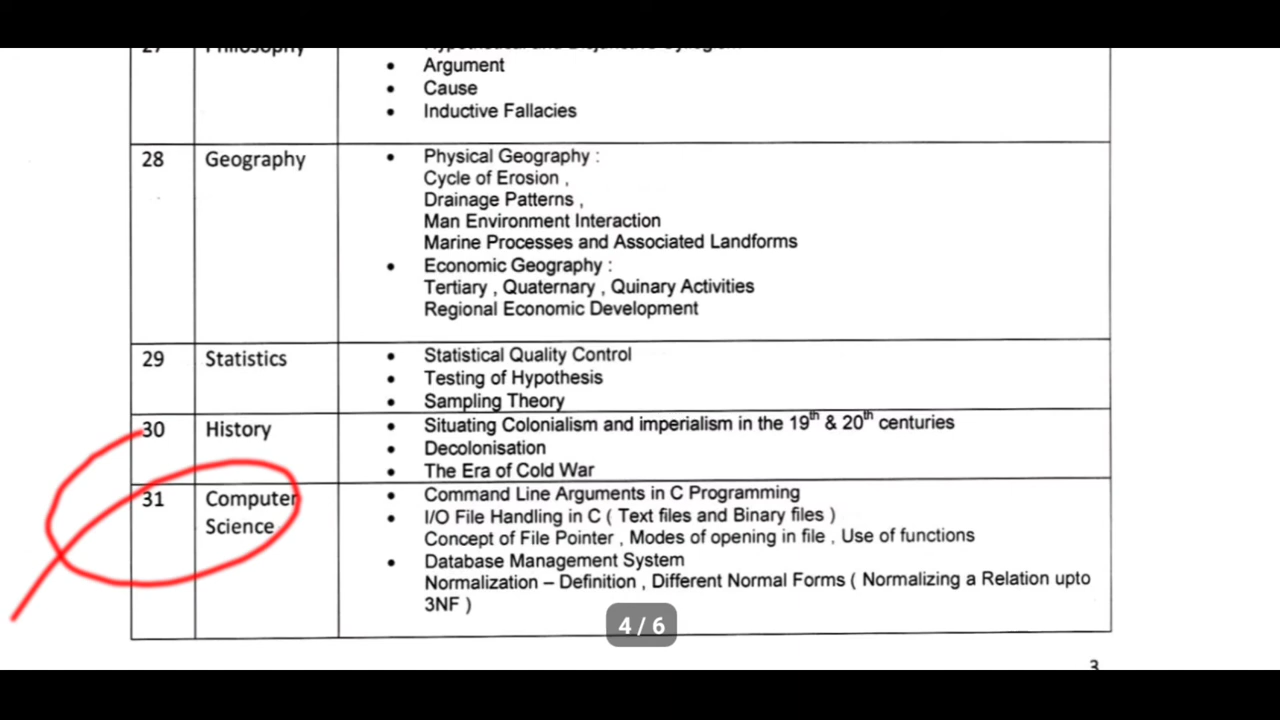 27 Philosophy
• Argument
• Cause
• Inductive Fallacies
28 Geography • Physical Geography :
Cycle of Erosion ,
Drainage Patterns ,
Man Environment Interaction
Marine Processes and Associated Landforms
• Economic Geography :
Tertiary , Quaternary , Quinary Activities
Regional Economic Development
29 Statistics • Statistical Quality Control
• Testing of Hypothesis
• Sampling Theory
30 History • Situating Colonialism and imperialism in the 19th & 20th centuries
• Decolonisation
• The Era of Cold War
31 Computer Science • Command Line Arguments in C Programming
• I/O File Handling in C ( Text files and Binary files )
Concept of File Pointer , Modes of opening in file , Use of functions
• Database Management System
Normalization – Definition , Different Normal Forms ( Normalizing a Relation upto
3NF )
4 / 6
3